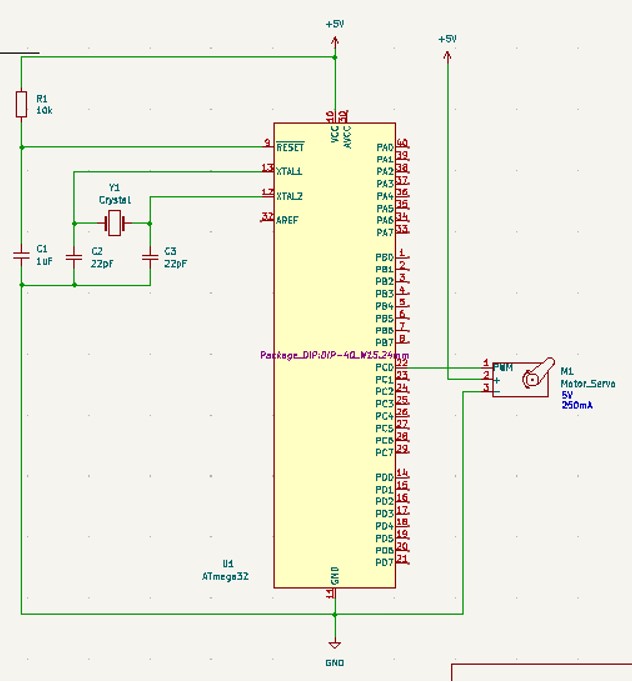 +5V
+5V
R1
10k
10
30
VCC
AVCC
9
RESET
13
XTAL1
12
XTAL2
32
AREF
Y1
Crystal
C1
1uF
C2
22pF
C3
22pF
PA0 40
PA1 39
PA2 38
PA3 37
PA4 36
PA5 35
PA6 34
PA7 33
PB0 1
PB1 2
PB2 3
PB3 4
PB4 5
PB5 6
PB6 7
PB7 8
Package_DIP:DIP-40_W15.24mm
PC0 22
PC1 23
PC2 24
PC3 25
PC4 26
PC5 27
PC6 28
PC7 29
1 PWM
2 +
3 -
M1
Motor_Servo
5V
250mA
PD0 14
PD1 15
PD2 16
PD3 17
PD4 18
PD5 19
PD6 20
PD7 21
U1
ATmega32
GND
11
GND